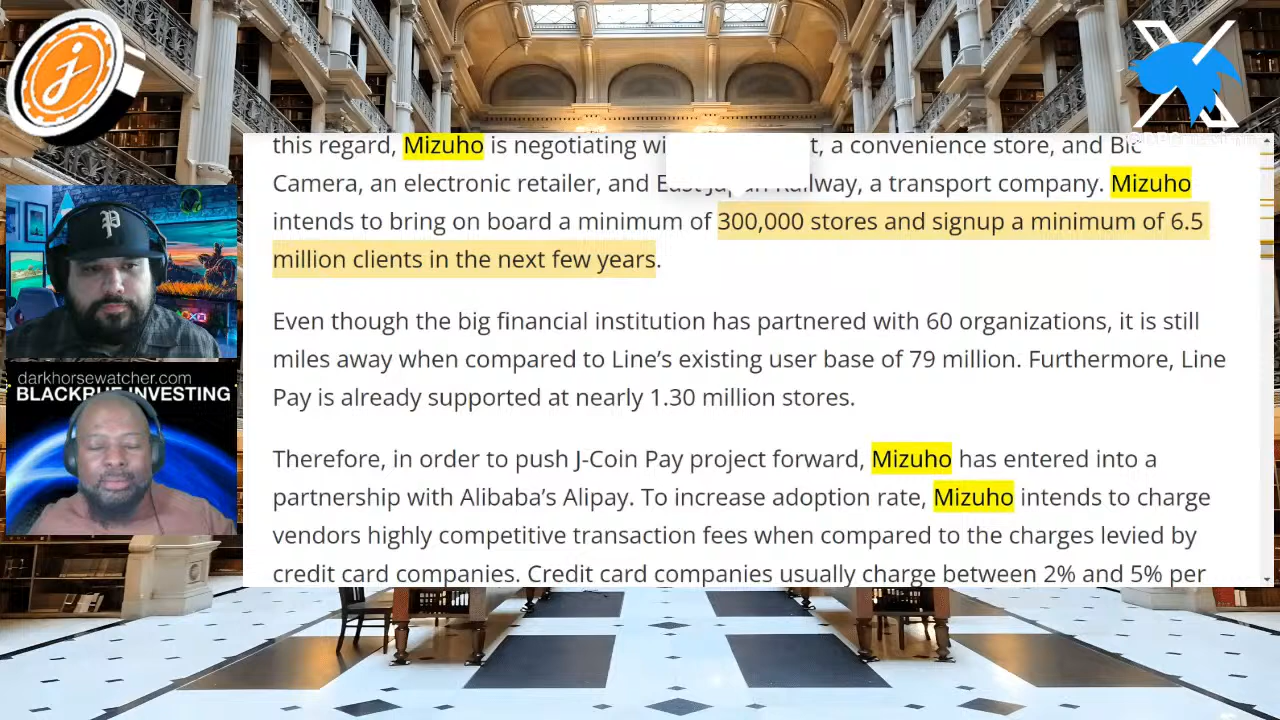 this regard, Mizuho is negotiating wi t, a convenience store, and Bic
Camera, an electronic retailer, and East Japan Railway, a transport company. Mizuho
intends to bring on board a minimum of 300,000 stores and signup a minimum of 6.5
million clients in the next few years.
Even though the big financial institution has partnered with 60 organizations, it is still
miles away when compared to Line's existing user base of 79 million. Furthermore, Line
Pay is already supported at nearly 1.30 million stores.
Therefore, in order to push J-Coin Pay project forward, Mizuho has entered into a
partnership with Alibaba's Alipay. To increase adoption rate, Mizuho intends to charge
vendors highly competitive transaction fees when compared to the charges levied by
credit card companies. Credit card companies usually charge between 2% and 5% per
j
X
P
darkhorsewatcher.com
INVESTING